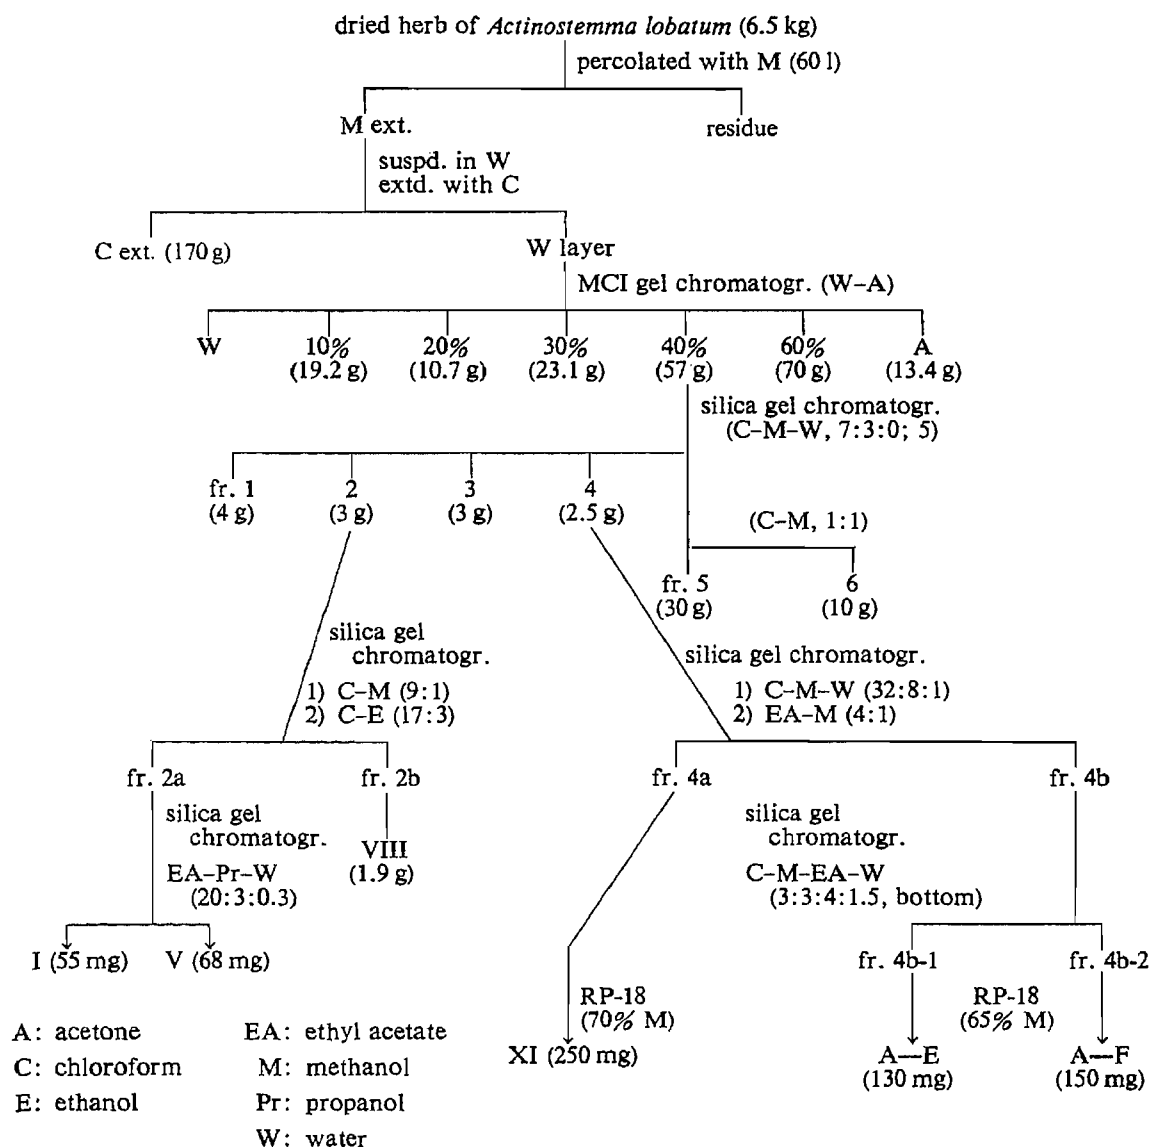 dried herb of Actinostemma lobatum (6.5 kg)
percolated with M (60 l)
M ext.
residue
suspd. in W
extd. with C
C ext. (170 g)
W layer
MCI gel chromatogr. (W–A)
W 10% 20% 30% 40% 60% A
(19.2 g) (10.7 g) (23.1 g) (57 g) (70 g) (13.4 g)
silica gel chromatogr.
(C–M–W, 7:3:0; 5)
fr. 1 2 3 4
(4 g) (3 g) (3 g) (2.5 g)
(C–M, 1:1)
fr. 5 6
(30 g) (10 g)
silica gel
chromatogr.
1) C–M (9:1)
2) C–E (17:3)
silica gel chromatogr.
1) C–M–W (32:8:1)
2) EA–M (4:1)
fr. 2a fr. 2b fr. 4a fr. 4b
silica gel
chromatogr.
EA–Pr–W
(20:3:0.3)
VIII
(1.9 g)
silica gel
chromatogr.
C–M–EA–W
(3:3:4:1.5, bottom)
I (55 mg) V (68 mg)
fr. 4b-1 fr. 4b-2
RP-18
(70% M)
RP-18
(65% M)
XI (250 mg)
A—E A—F
(130 mg) (150 mg)
A: acetone EA: ethyl acetate
C: chloroform M: methanol
E: ethanol Pr: propanol
W: water